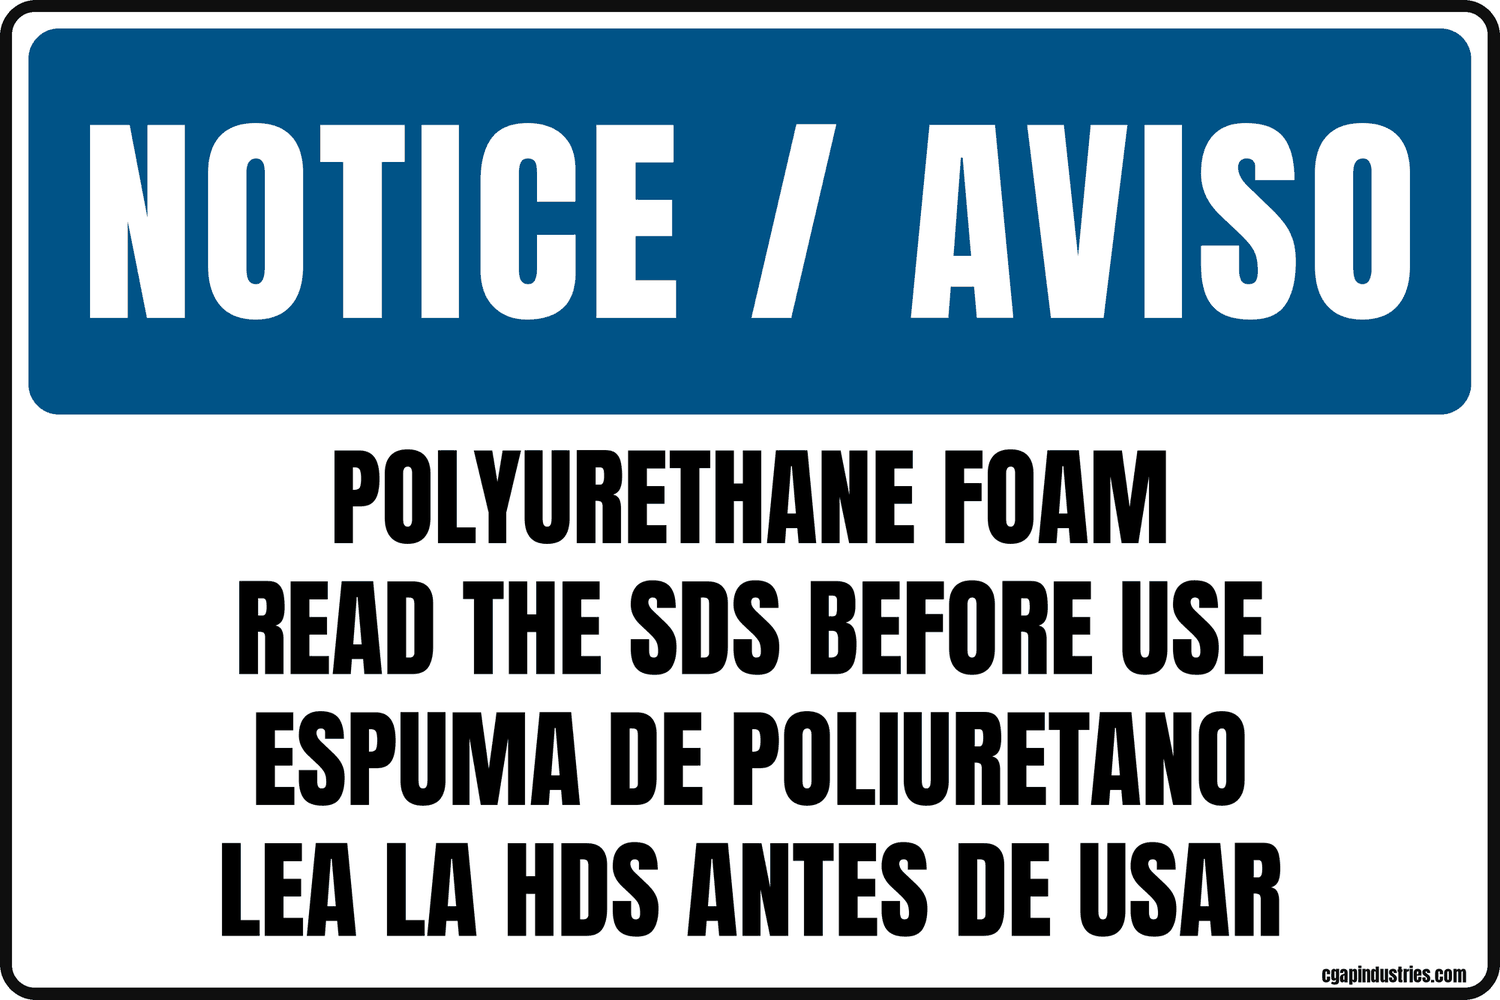 NOTICE / AVISO
POLYURETHANE FOAM
READ THE SDS BEFORE USE
ESPUMA DE POLIURETANO
LEA LA HDS ANTES DE USAR
cgapindustries.com